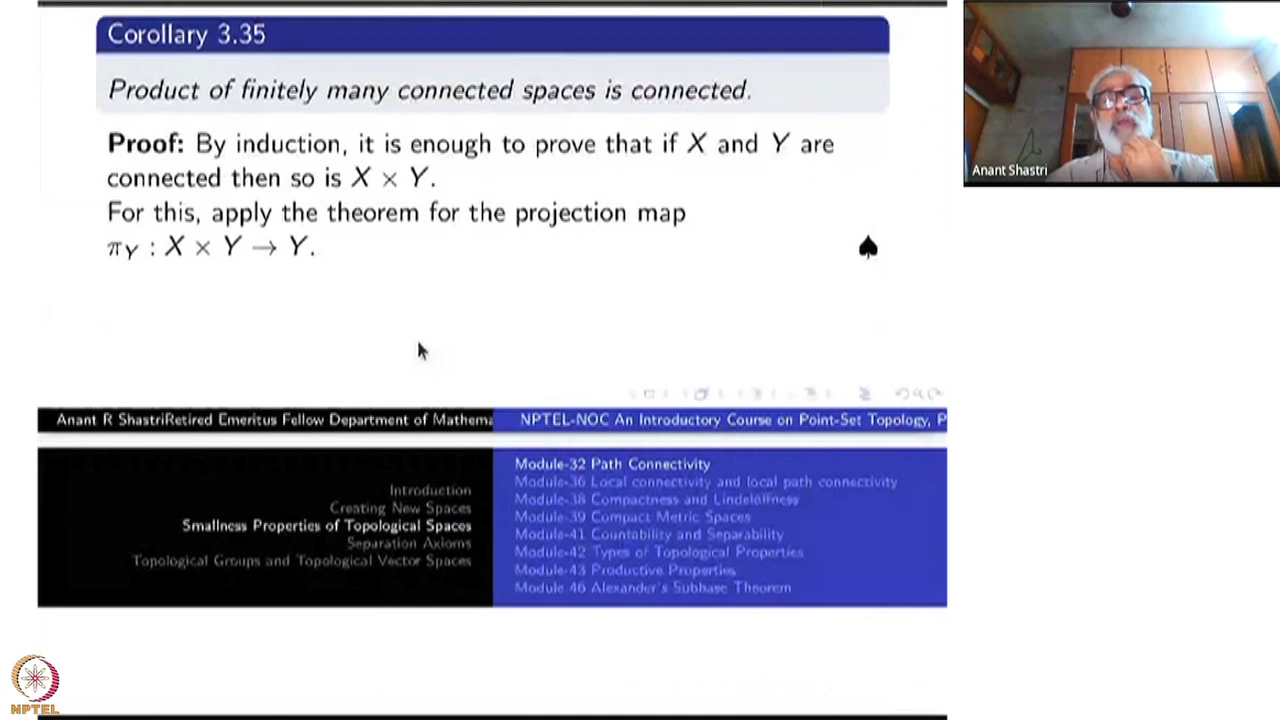 Corollary 3.35
Product of finitely many connected spaces is connected.
Proof: By induction, it is enough to prove that if X and Y are
connected then so is X × Y.
For this, apply the theorem for the projection map
πY : X × Y → Y.
♠
Anant Shastri
Anant R ShastriRetired Emeritus Fellow Department of Mathema
NPTEL-NOC An Introductory Course on Point-Set Topology, P
Introduction
Creating New Spaces
Smallness Properties of Topological Spaces
Separation Axioms
Topological Groups and Topological Vector Spaces
Module-32 Path Connectivity
Module-36 Local connectivity and local path connectivity
Module-38 Compactness and Lindelöfness
Module-39 Compact Metric Spaces
Module-41 Countability and Separability
Module-42 Types of Topological Properties
Module-43 Productive Properties
Module 46 Alexander's Subbase Theorem
NPTEL